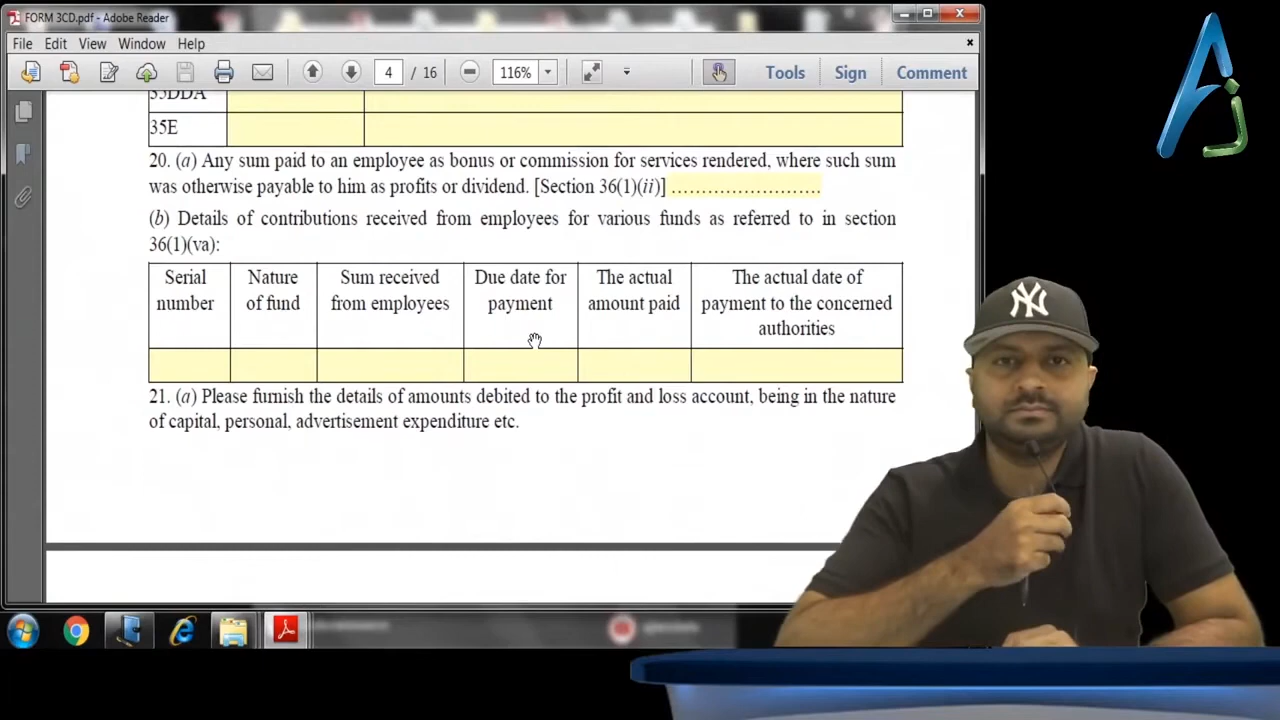 FORM 3CD.pdf - Adobe Reader
File Edit View Window Help
4 / 16 116% Tools Sign Comment
35DDA
35E
20. (a) Any sum paid to an employee as bonus or commission for services rendered, where such sum
was otherwise payable to him as profits or dividend. [Section 36(1)(ii)] ……………………
(b) Details of contributions received from employees for various funds as referred to in section
36(1)(va):
Serial number
Nature of fund
Sum received from employees
Due date for payment
The actual amount paid
The actual date of payment to the concerned authorities
21. (a) Please furnish the details of amounts debited to the profit and loss account, being in the nature
of capital, personal, advertisement expenditure etc.
NY
AJ